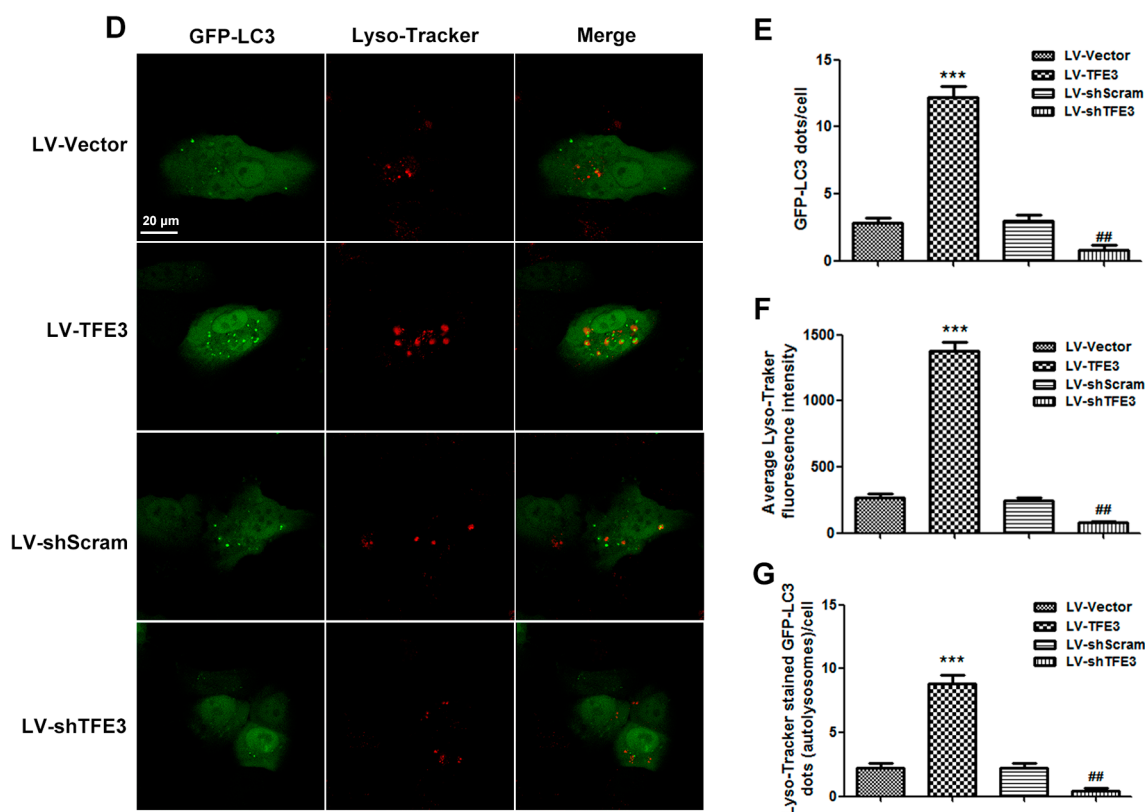 D
GFP-LC3 Lyso-Tracker Merge
LV-Vector
20 µm
LV-TFE3
LV-shScram
LV-shTFE3
E
GFP-LC3 dots/cell
15
10
5
0
***
##
LV-Vector
LV-TFE3
LV-shScram
LV-shTFE3
F
Average Lyso-Traker
fluorescence intensity
1500
1000
500
0
***
##
LV-Vector
LV-TFE3
LV-shScram
LV-shTFE3
G
Lyso-Tracker stained GFP-LC3
dots (autolysosomes)/cell
15
10
5
0
***
##
LV-Vector
LV-TFE3
LV-shScram
LV-shTFE3